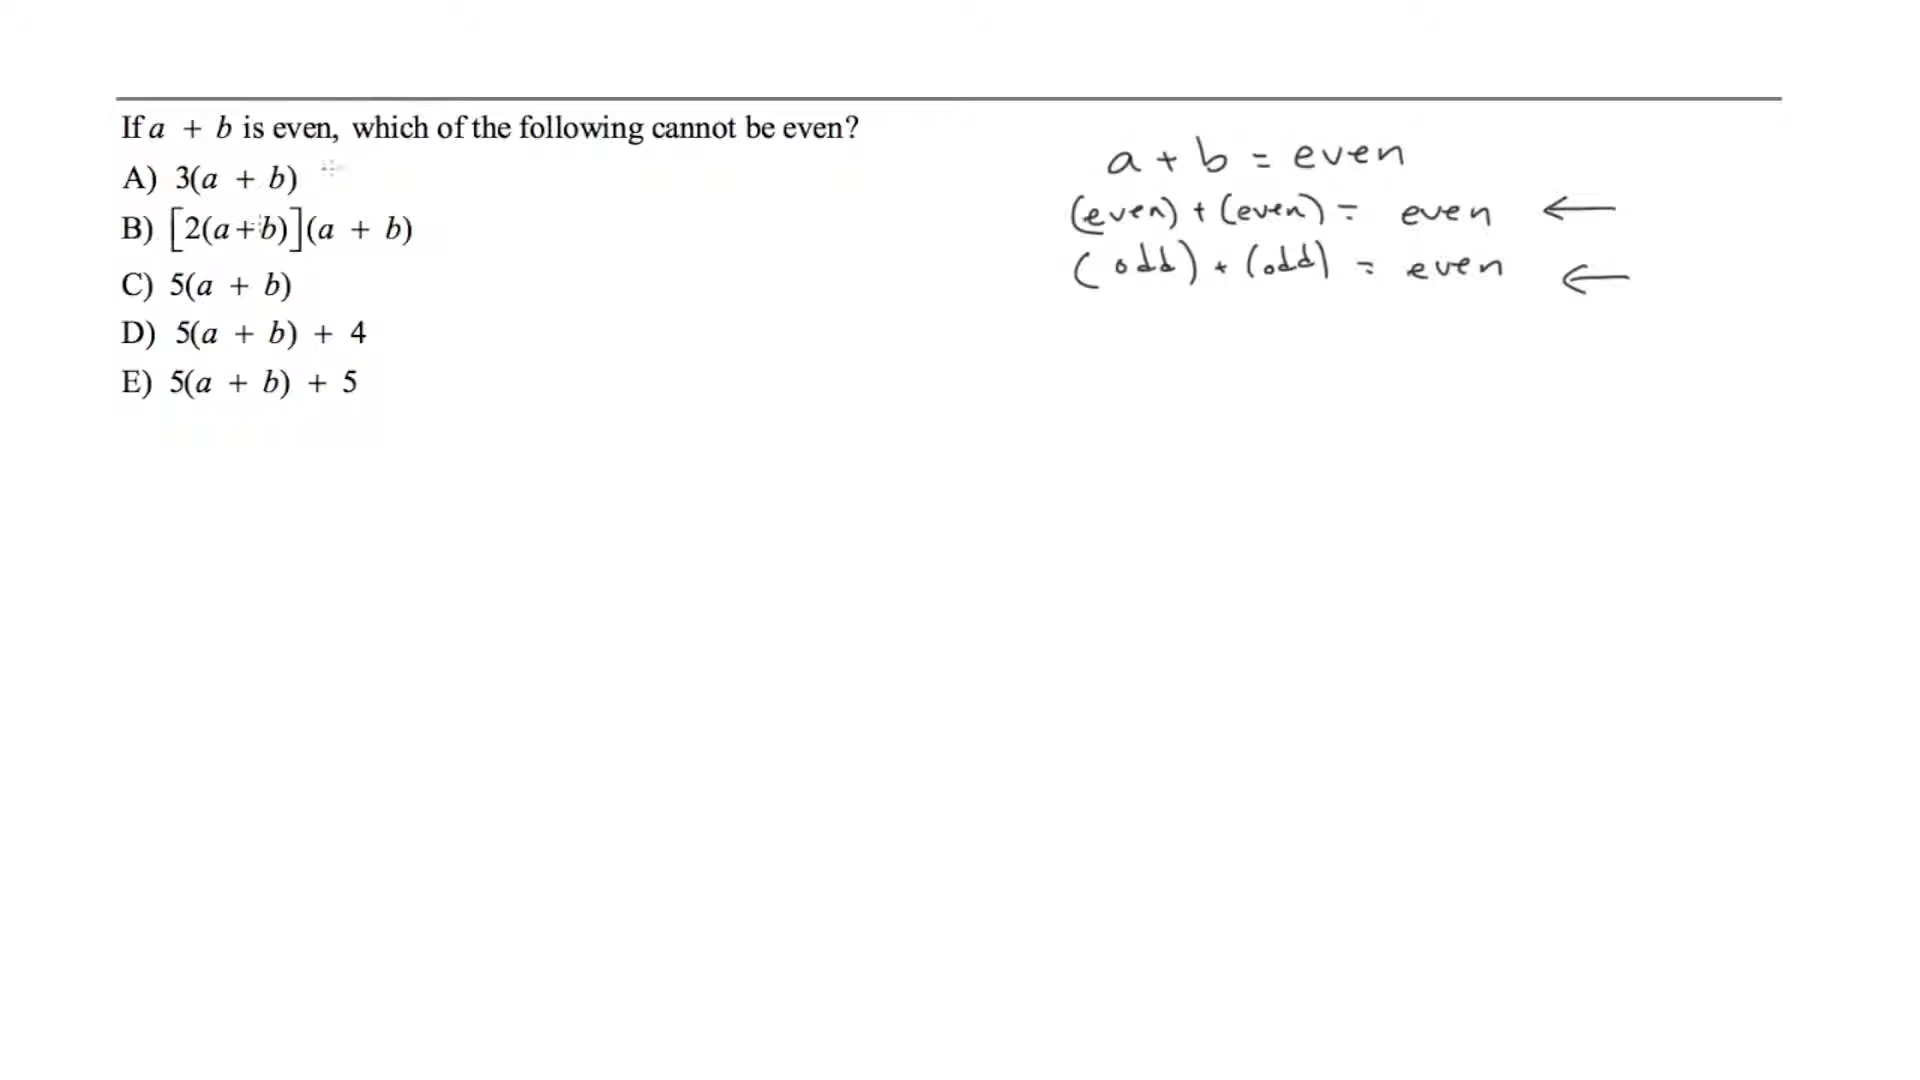 If a + b is even, which of the following cannot be even?
A) 3(a + b)
B) [2(a+b)](a + b)
C) 5(a + b)
D) 5(a + b) + 4
E) 5(a + b) + 5
a + b = even
(even) + (even) = even ←
(odd) + (odd) = even ←